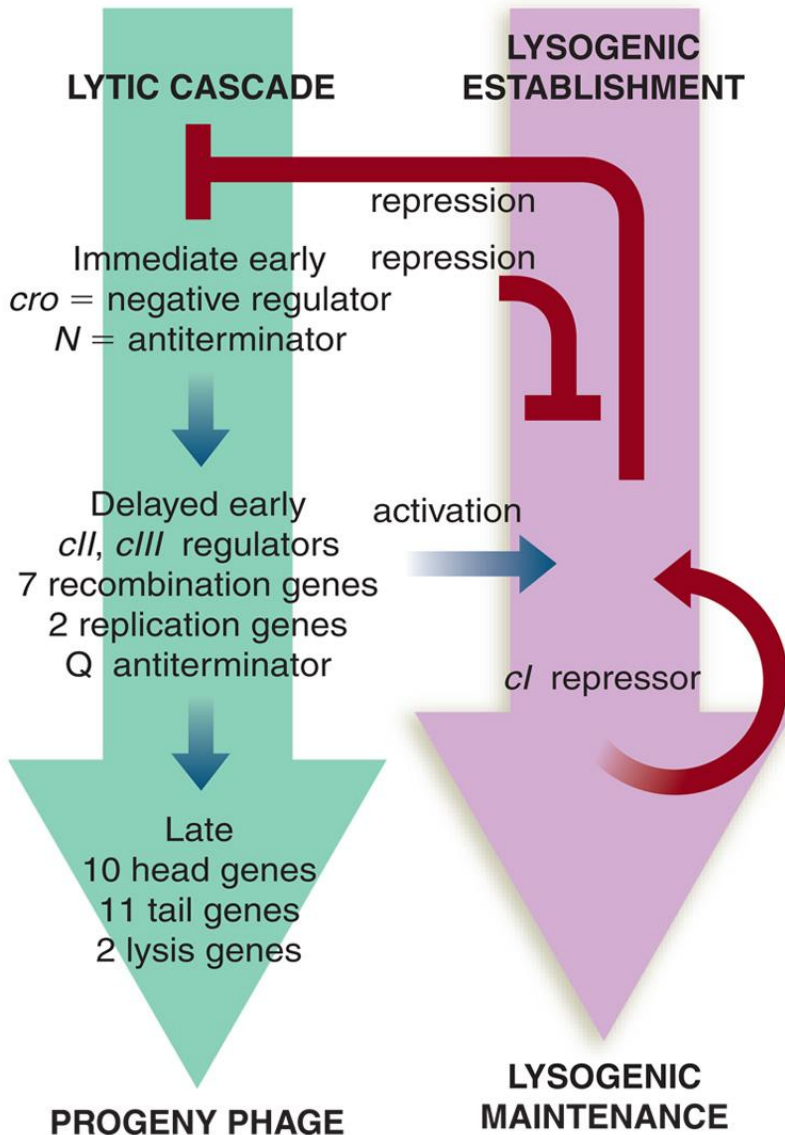 LYTIC CASCADE
LYSOGENIC
ESTABLISHMENT
repression
Immediate early
cro = negative regulator
N = antiterminator
repression
Delayed early
cII, cIII regulators
7 recombination genes
2 replication genes
Q antiterminator
activation
cI repressor
Late
10 head genes
11 tail genes
2 lysis genes
PROGENY PHAGE
LYSOGENIC
MAINTENANCE